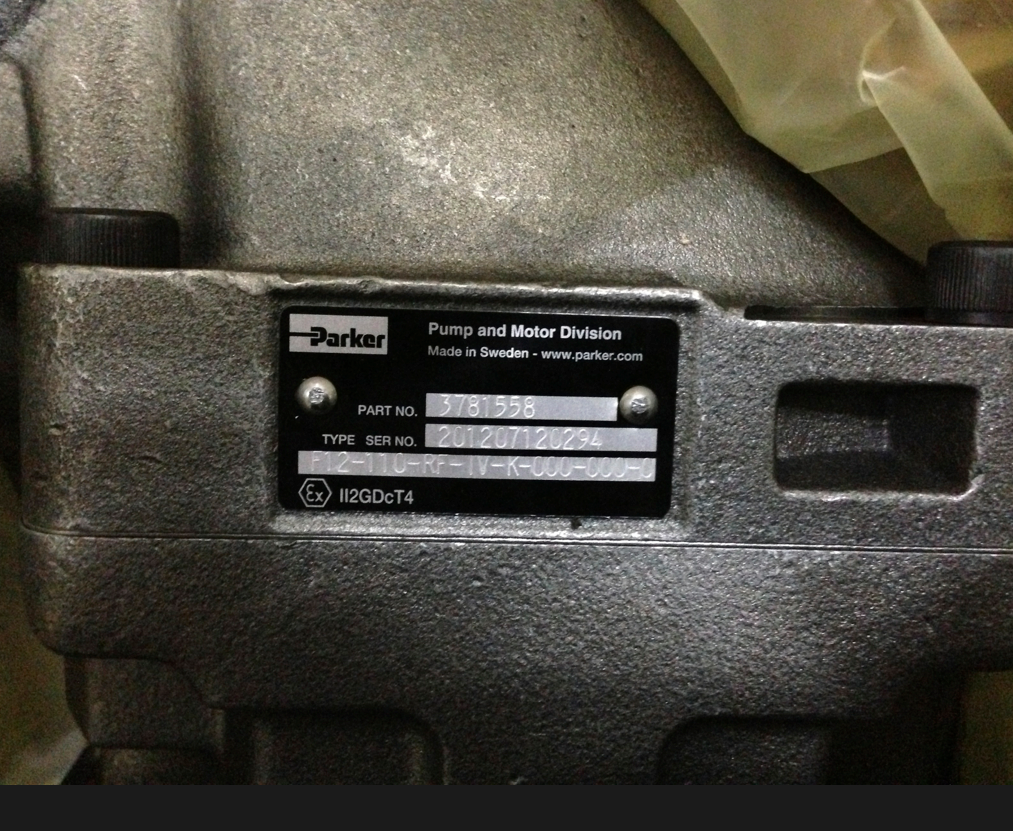 Parker
Pump and Motor Division
Made in Sweden - www.parker.com
PART NO. 3781558
TYPE SER NO. 201207120294
F12-110-RF-IV-K-000-000-0
Ex II2GDcT4